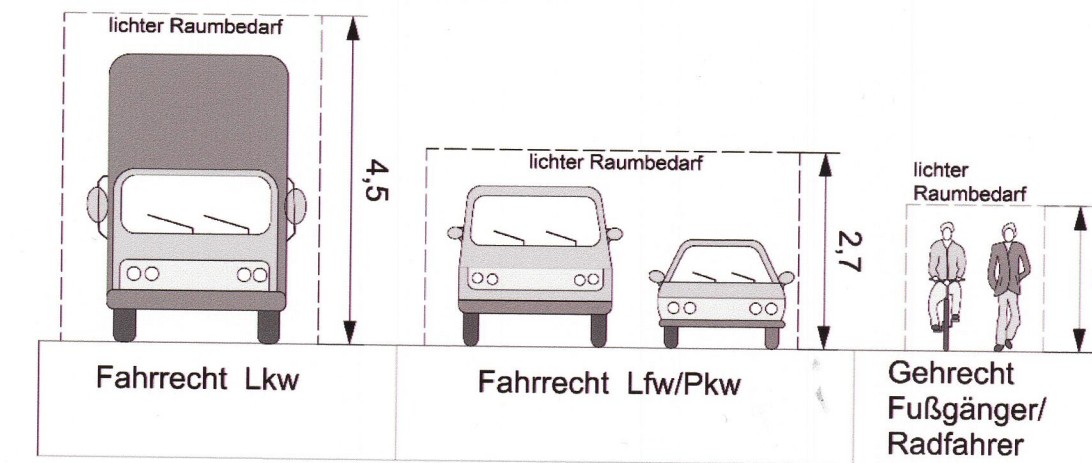 lichter Raumbedarf
4,5
lichter Raumbedarf
2,7
lichter
Raumbedarf
Fahrrecht Lkw
Fahrrecht Lfw/Pkw
Gehrecht
Fußgänger/
Radfahrer